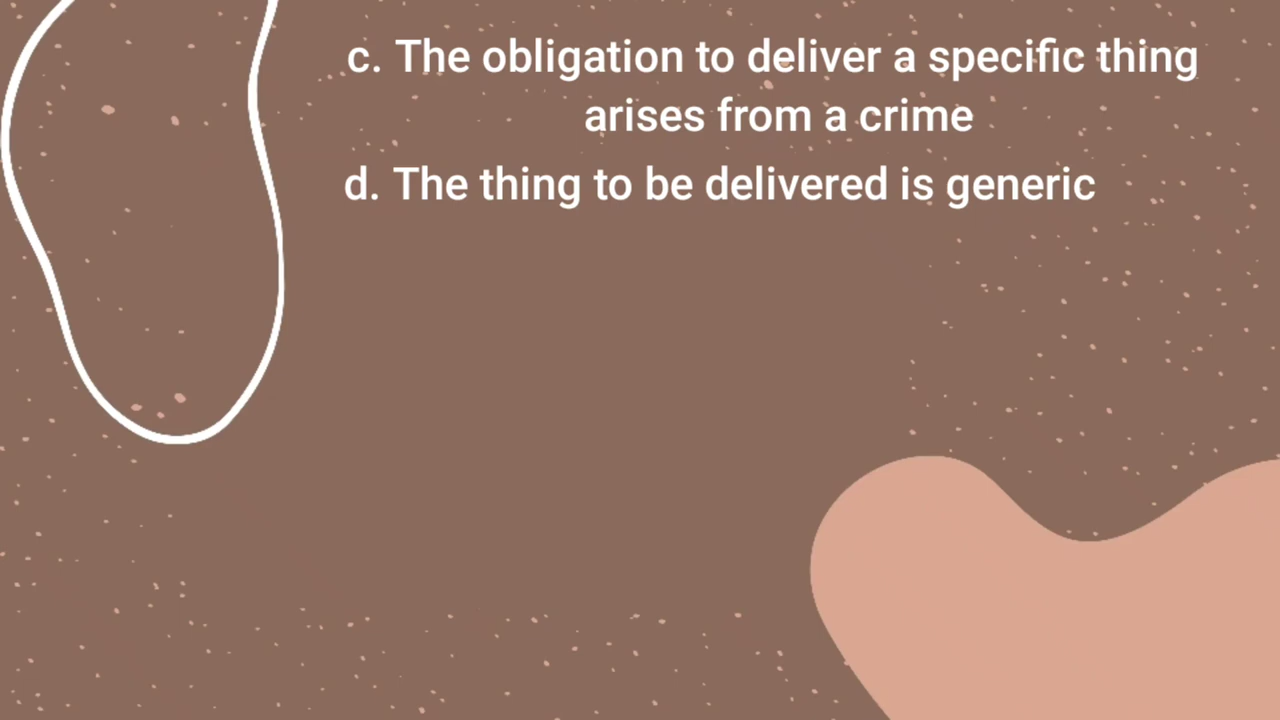 c. The obligation to deliver a specific thing
arises from a crime
d. The thing to be delivered is generic